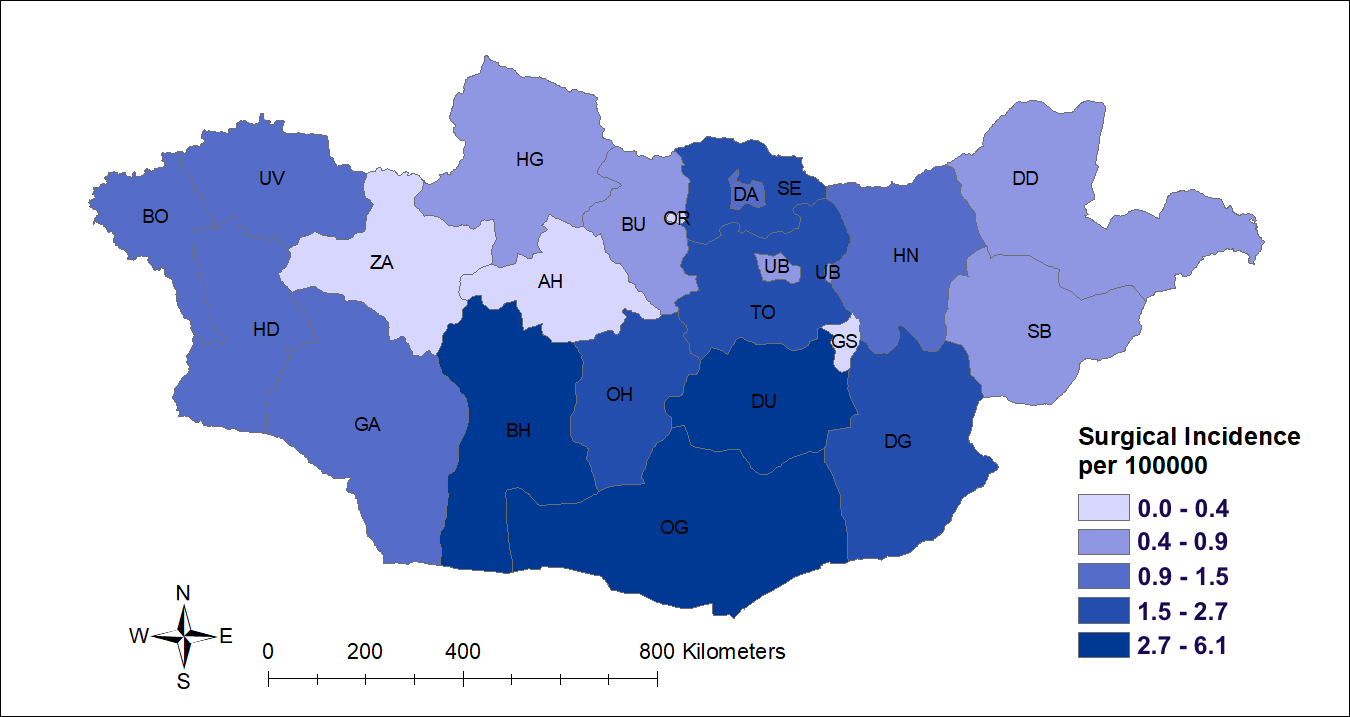 HG
UV
DD
DA
SE
BO
OR
BU
HN
ZA
UB
UB
AH
TO
HD
SB
GS
OH
DU
GA
BH
DG
OG
Surgical Incidence
per 100000
0.0 - 0.4
0.4 - 0.9
0.9 - 1.5
1.5 - 2.7
2.7 - 6.1
N
W
E
S
0
200
400
800 Kilometers